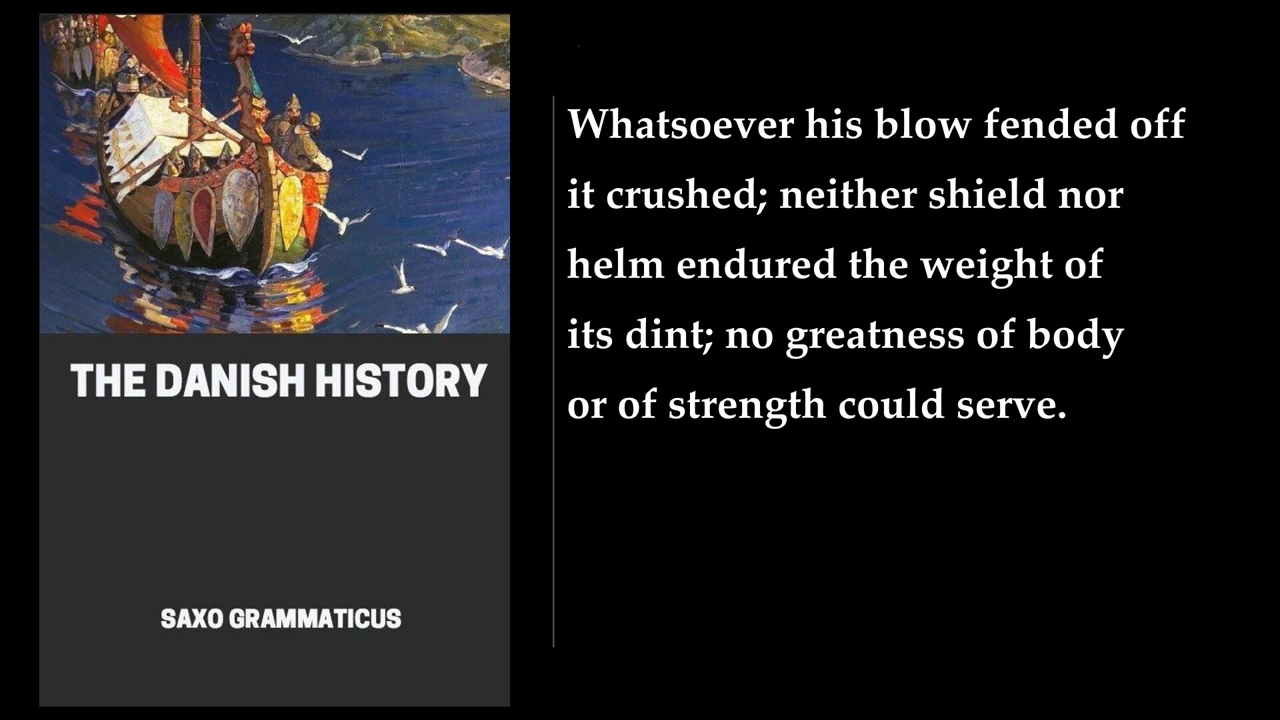 THE DANISH HISTORY
SAXO GRAMMATICUS
Whatsoever his blow fended off
it crushed; neither shield nor
helm endured the weight of
its dint; no greatness of body
or of strength could serve.